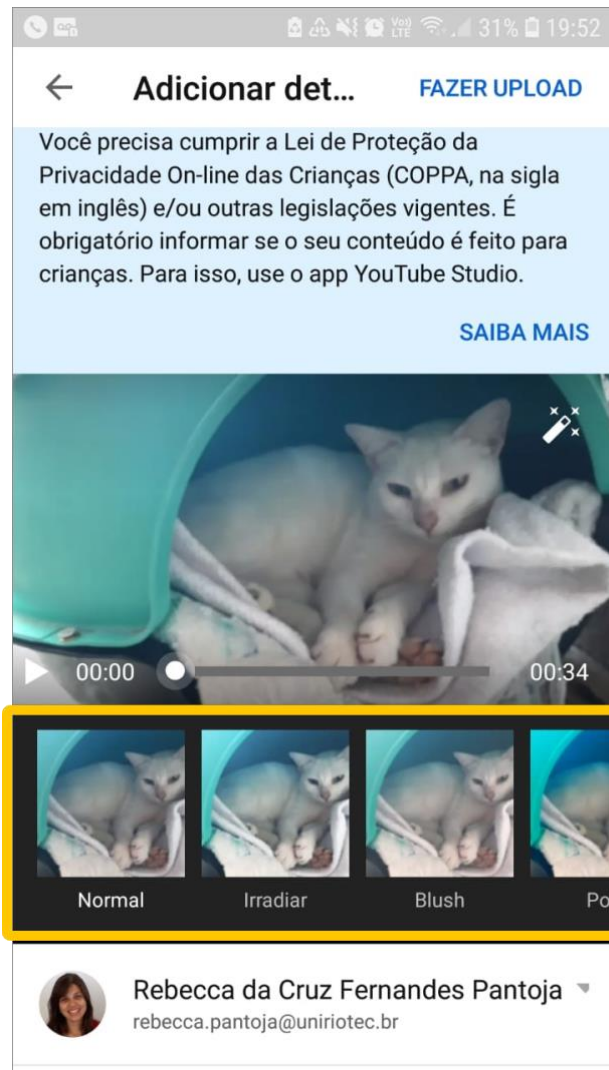 31% 19:52
Adicionar det... FAZER UPLOAD
Você precisa cumprir a Lei de Proteção da
Privacidade On-line das Crianças (COPPA, na sigla
em inglês) e/ou outras legislações vigentes. É
obrigatório informar se o seu conteúdo é feito para
crianças. Para isso, use o app YouTube Studio.
SAIBA MAIS
00:00 00:34
Normal Irradiar Blush Po
Rebecca da Cruz Fernandes Pantoja
rebecca.pantoja@uniriotec.br